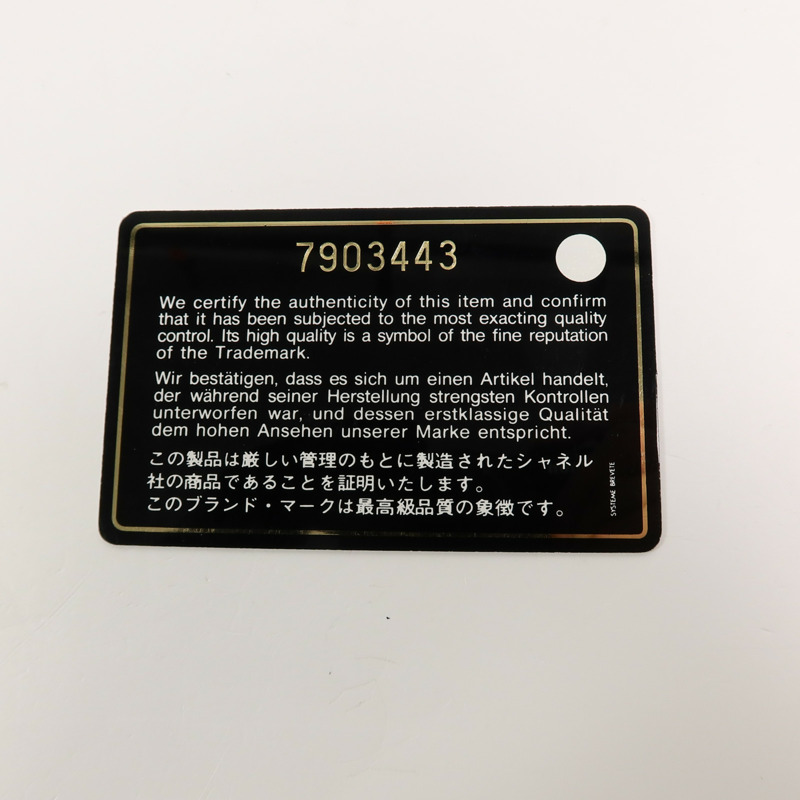 7903443
We certify the authenticity of this item and confirm
that it has been subjected to the most exacting quality
control. Its high quality is a symbol of the fine reputation
of the Trademark.
Wir bestätigen, dass es sich um einen Artikel handelt,
der während seiner Herstellung strengsten Kontrollen
unterworfen war, und dessen erstklassige Qualität
dem hohen Ansehen unserer Marke entspricht.
この製品は厳しい管理のもとに製造されたシャネル
社の商品であることを証明いたします。
このブランド・マークは最高級品質の象徴です。
SYSTEME BREVETE